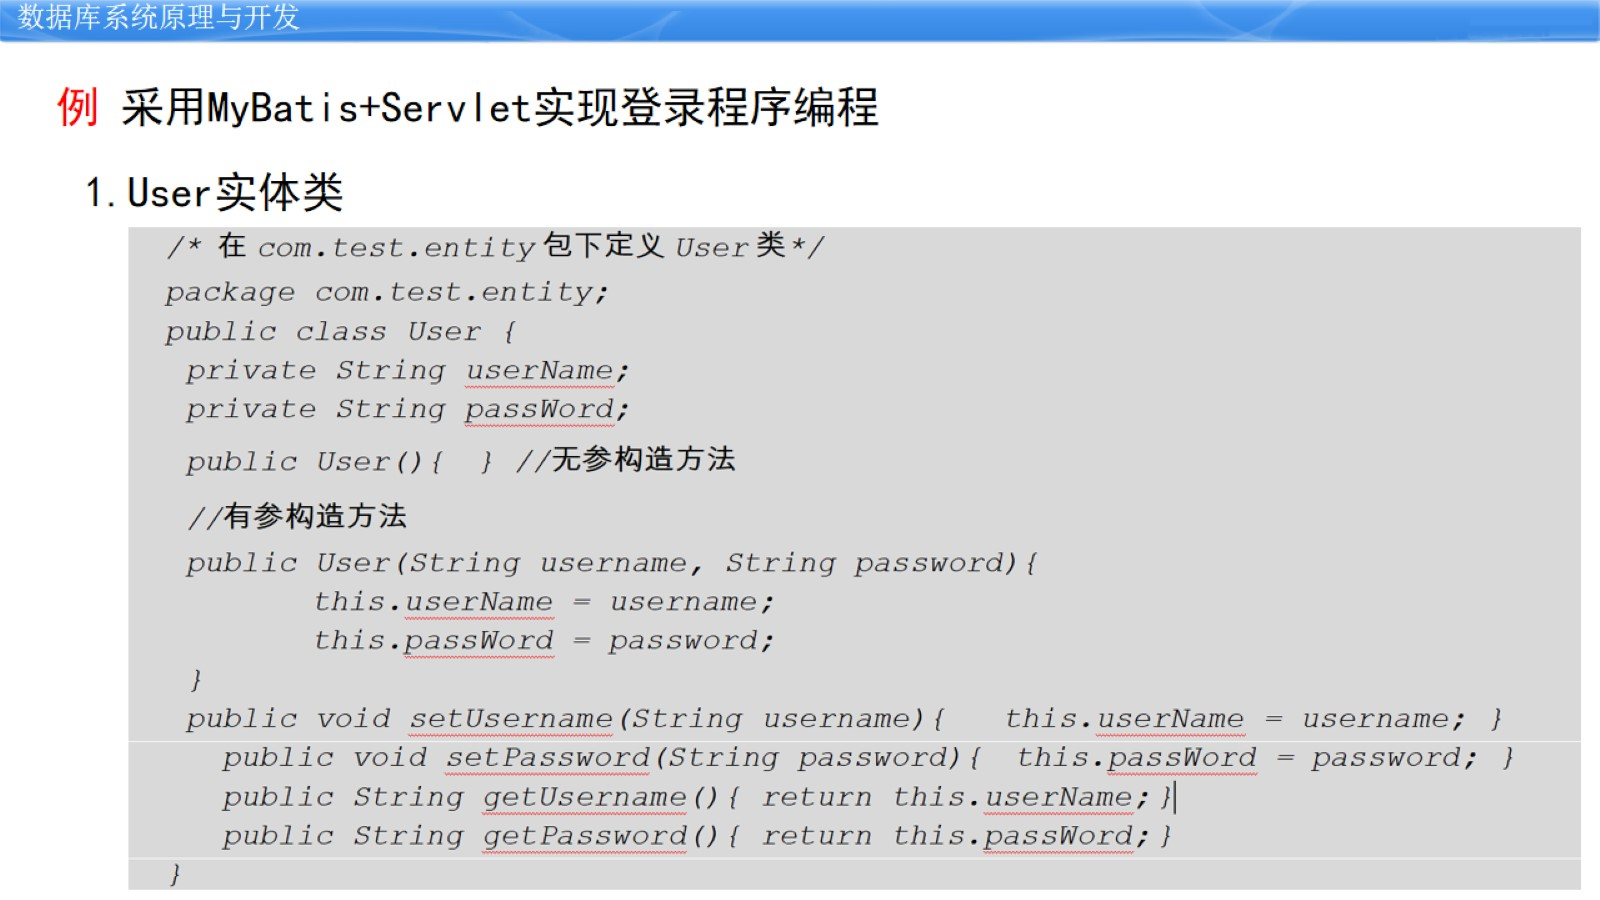 数据库系统原理与开发
例 采用MyBatis+Servlet实现登录程序编程
1.User实体类
/* 在 com.test.entity 包下定义 User 类*/
package com.test.entity;
public class User {
private String userName;
private String passWord;
public User(){  } //无参构造方法
//有参构造方法
public User(String username, String password){
this.userName = username;
this.passWord = password;
}
public void setUsername(String username){   this.userName = username; }
public void setPassword(String password){  this.passWord = password; }
public String getUsername(){ return this.userName;}
public String getPassword(){ return this.passWord;}
}